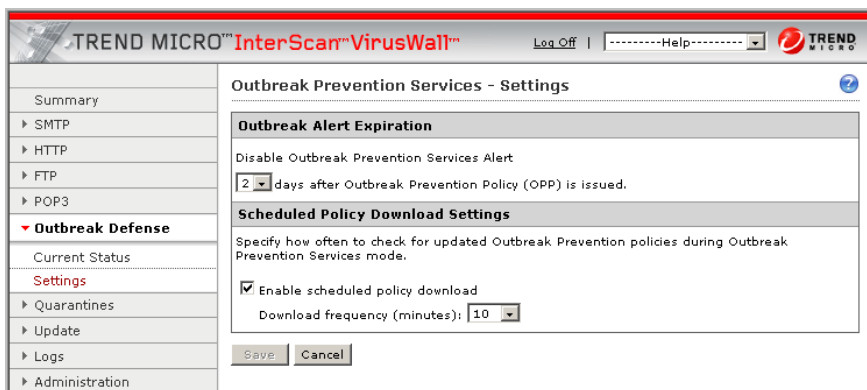 TREND MICRO™ InterScan™ VirusWall™
Log Off | ---------Help---------
TREND MICRO
Summary
SMTP
HTTP
FTP
POP3
Outbreak Defense
Current Status
Settings
Quarantines
Update
Logs
Administration
Outbreak Prevention Services - Settings
?
Outbreak Alert Expiration
Disable Outbreak Prevention Services Alert
2 days after Outbreak Prevention Policy (OPP) is issued.
Scheduled Policy Download Settings
Specify how often to check for updated Outbreak Prevention policies during Outbreak
Prevention Services mode.
Enable scheduled policy download
Download frequency (minutes): 10
Save Cancel